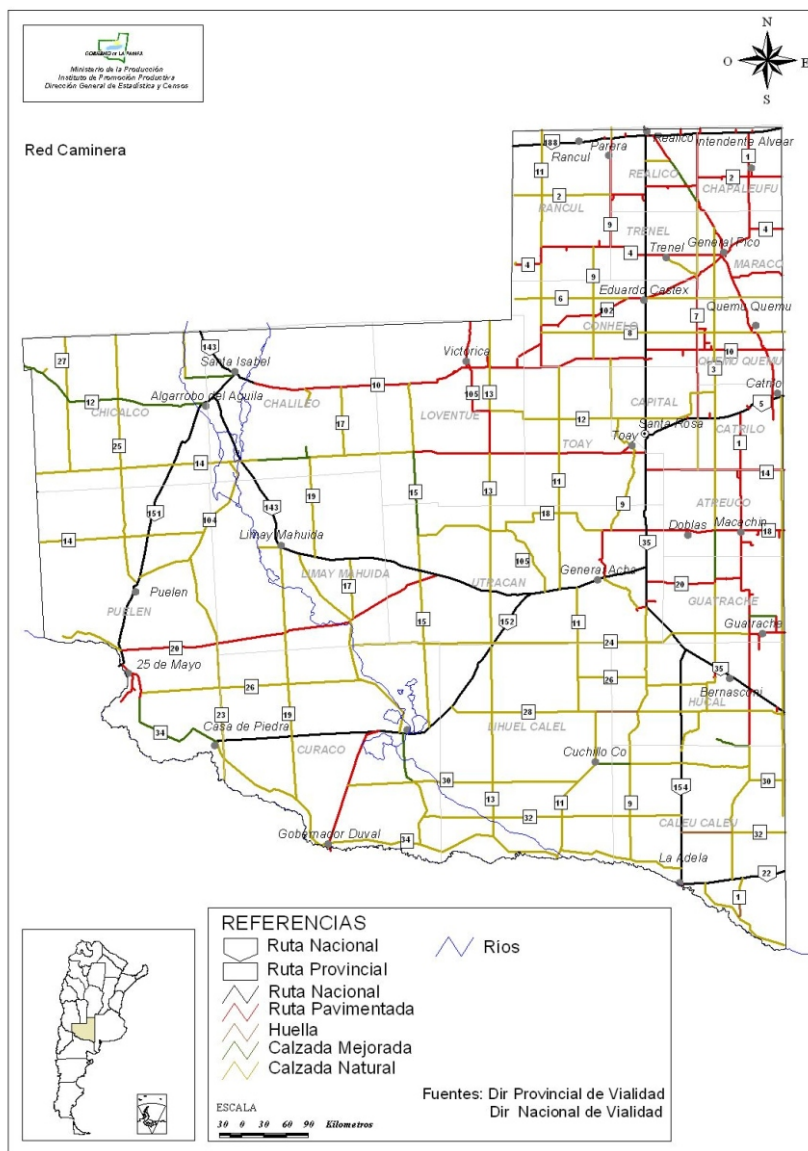 GOBIERNO DE LA PAMPA
Ministerio de la Producción
Instituto de Promoción Productiva
Dirección General de Estadística y Censos
N
O E
S
Red Caminera
188
Rancul
Parera
Realico
Intendente Alvear
1
11
REALICO
2
CHAPALEUFU
2
RANCUL
9
TRENEL
4
General Pico
4
Trenel
4
MARACO
9
6
Eduardo Castex
102
CONHELO
7
Quemu Quemu
8
143
27
Santa Isabel
Victorica
10
QUEMU QUEMU
3
10
105
13
Catrilo
12
Algarrobo del Aguila
CHICALCO
CHALILEO
17
LOVENTUE
12
CAPITAL
5
Santa Rosa
25
Toay
TOAY
CATRILO
1
14
14
151
104
143
19
15
13
11
9
ATREUCO
18
14
Limay Mahuida
Doblas
Macachin
18
35
LIMAY MAHUIDA
17
105
General Acha
UTRACAN
20
Puelen
PUELEN
GUATRACHE
15
152
11
Guatrache
24
20
25 de Mayo
26
26
35
Bernasconi
HUCAL
23
19
28
LIHUEL CALEL
34
Casa de Piedra
CURACO
Cuchillo Co
30
13
11
9
154
30
32
CALEU CALEU
32
Gobernador Duval
34
La Adela
22
1
REFERENCIAS
Ruta Nacional
Rios
Ruta Provincial
Ruta Nacional
Ruta Pavimentada
Huella
Calzada Mejorada
Calzada Natural
Fuentes: Dir Provincial de Vialidad
Dir Nacional de Vialidad
ESCALA
30 0 30 60 90 Kilometros